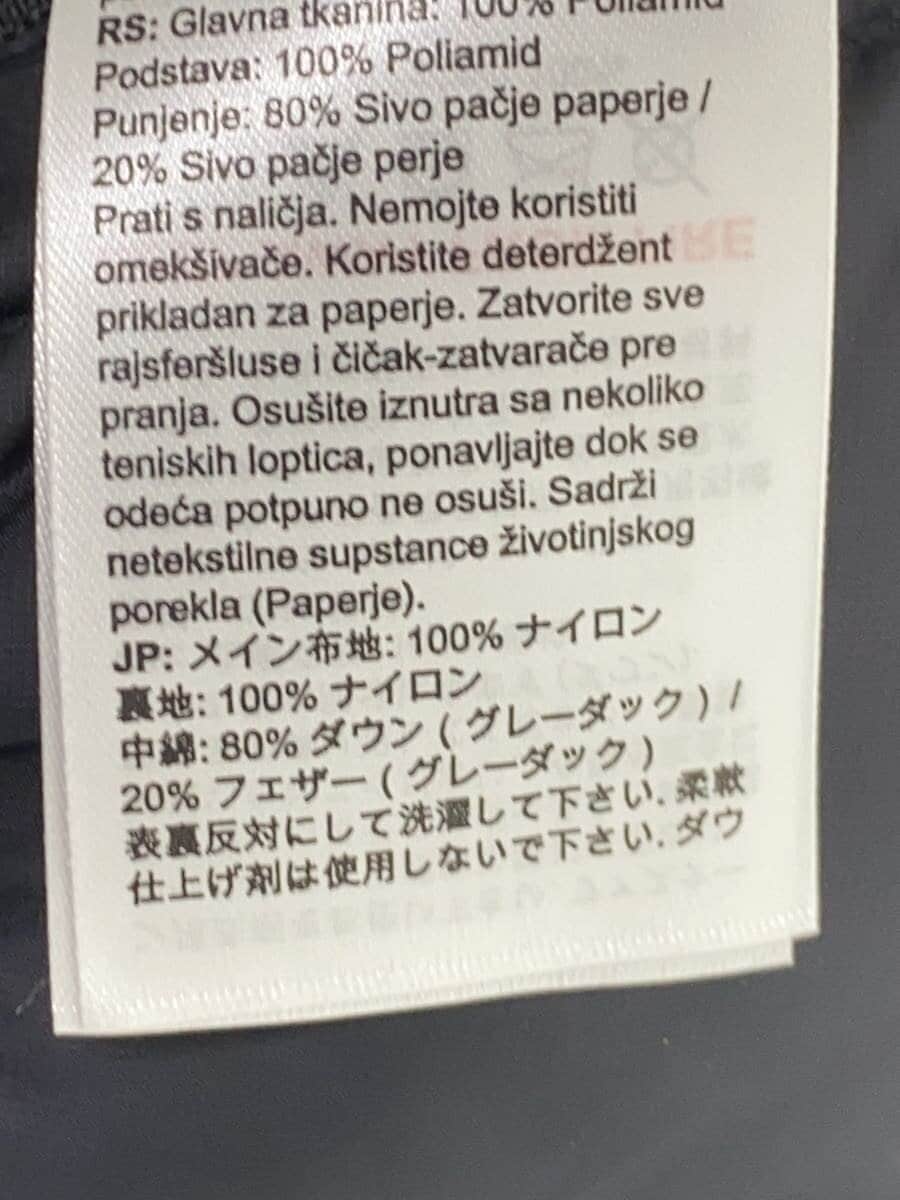 RS: Glavna tkanina: 100% Poliamid
Podstava: 100% Poliamid
Punjenje: 80% Sivo pačje paperje /
20% Sivo pačje perje
Prati s naličja. Nemojte koristiti
omekšivače. Koristite deterdžent
prikladan za paperje. Zatvorite sve
rajsferšluse i čičak-zatvarače pre
pranja. Osušite iznutra sa nekoliko
teniskih loptica, ponavljajte dok se
odeća potpuno ne osuši. Sadrži
netekstilne supstance životinjskog
porekla (Paperje).
JP: メイン布地: 100% ナイロン
裏地: 100% ナイロン
中綿: 80% ダウン ( グレーダック ) /
20% フェザー ( グレーダック )
表裏反対にして洗濯して下さい. 柔軟
仕上げ剤は使用しないで下さい. ダウ